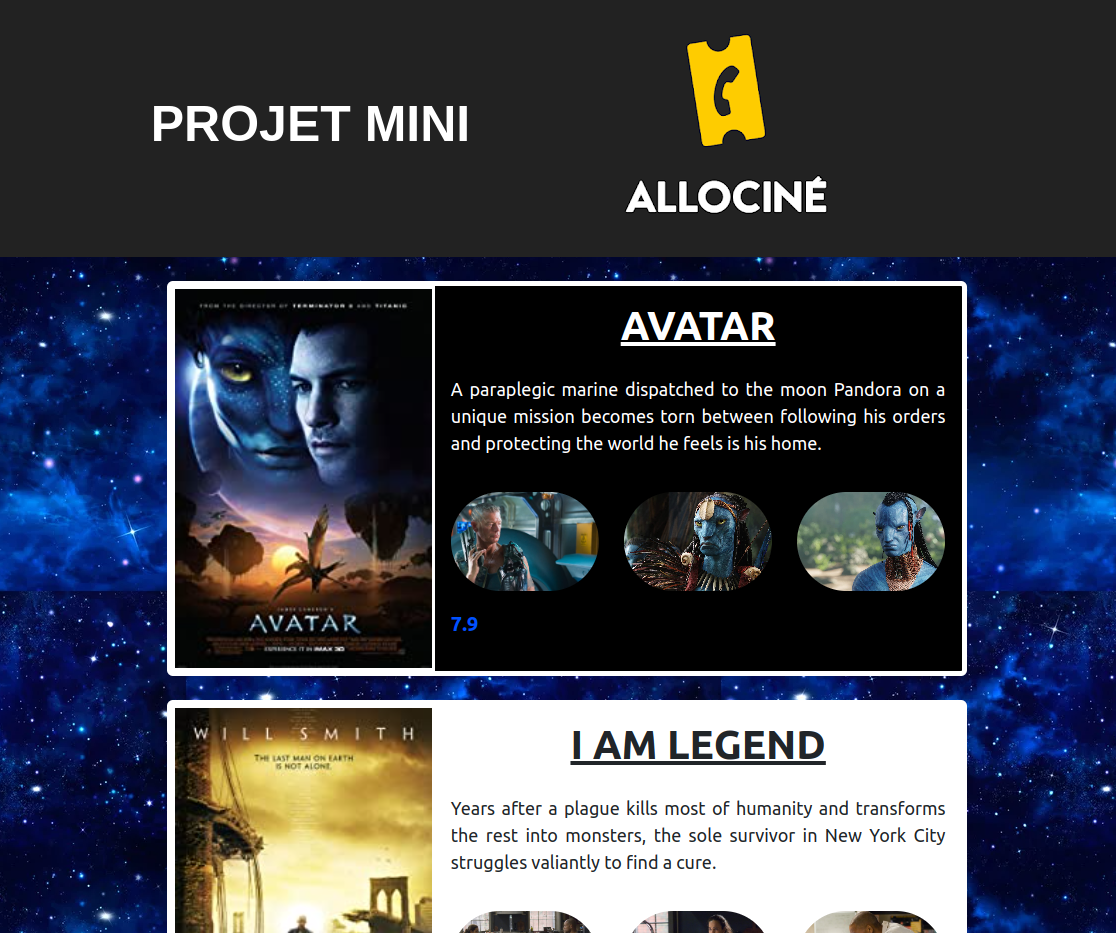 PROJET MINI
ALLOCINÉ
FROM THE DIRECTOR OF TERMINATOR 2 AND TITANIC
JAMES CAMERON'S
AVATAR
EXPERIENCE IT IN IMAX 3D
AVATAR
A paraplegic marine dispatched to the moon Pandora on a
unique mission becomes torn between following his orders
and protecting the world he feels is his home.
7.9
WILL SMITH
THE LAST MAN ON EARTH
IS NOT ALONE.
I AM LEGEND
Years after a plague kills most of humanity and transforms
the rest into monsters, the sole survivor in New York City
struggles valiantly to find a cure.